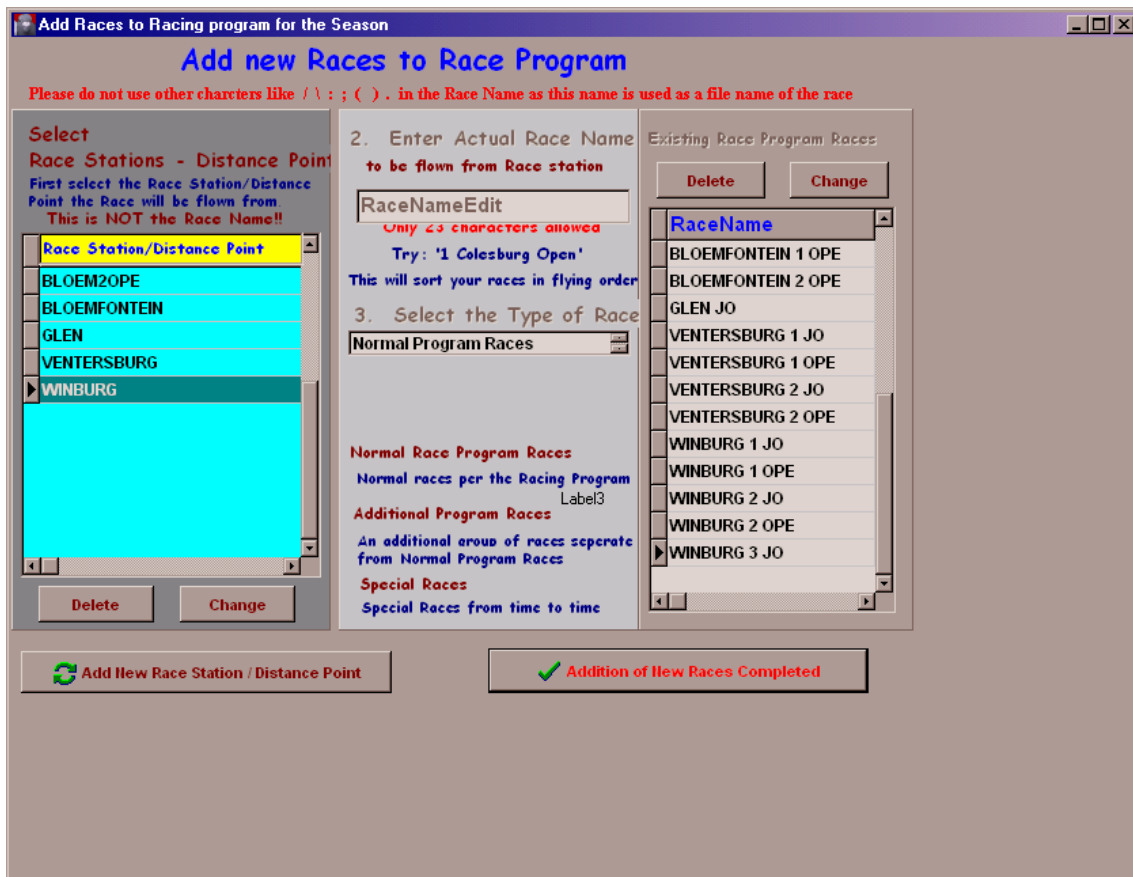 Add Races to Racing program for the Season
Add new Races to Race Program
Please do not use other charcters like / \ : ; ( ) . in the Race Name as this name is used as a file name of the race
Select
Race Stations - Distance Point
First select the Race Station/Distance
Point the Race will be flown from.
This is NOT the Race Name!!
Race Station/Distance Point
BLOEM2OPE
BLOEMFONTEIN
GLEN
VENTERSBURG
WINBURG
Delete
Change
2. Enter Actual Race Name
to be flown from Race station
RaceNameEdit
Only 23 characters allowed
Try: '1 Colesburg Open'
This will sort your races in flying order
3. Select the Type of Race
Normal Program Races
Normal Race Program Races
Normal races per the Racing Program
Label3
Additional Program Races
An additional group of races seperate
from Normal Program Races
Special Races
Special Races from time to time
Existing Race Program Races
Delete
Change
RaceName
BLOEMFONTEIN 1 OPE
BLOEMFONTEIN 2 OPE
GLEN JO
VENTERSBURG 1 JO
VENTERSBURG 1 OPE
VENTERSBURG 2 JO
VENTERSBURG 2 OPE
WINBURG 1 JO
WINBURG 1 OPE
WINBURG 2 JO
WINBURG 2 OPE
WINBURG 3 JO
Add New Race Station / Distance Point
Addition of New Races Completed